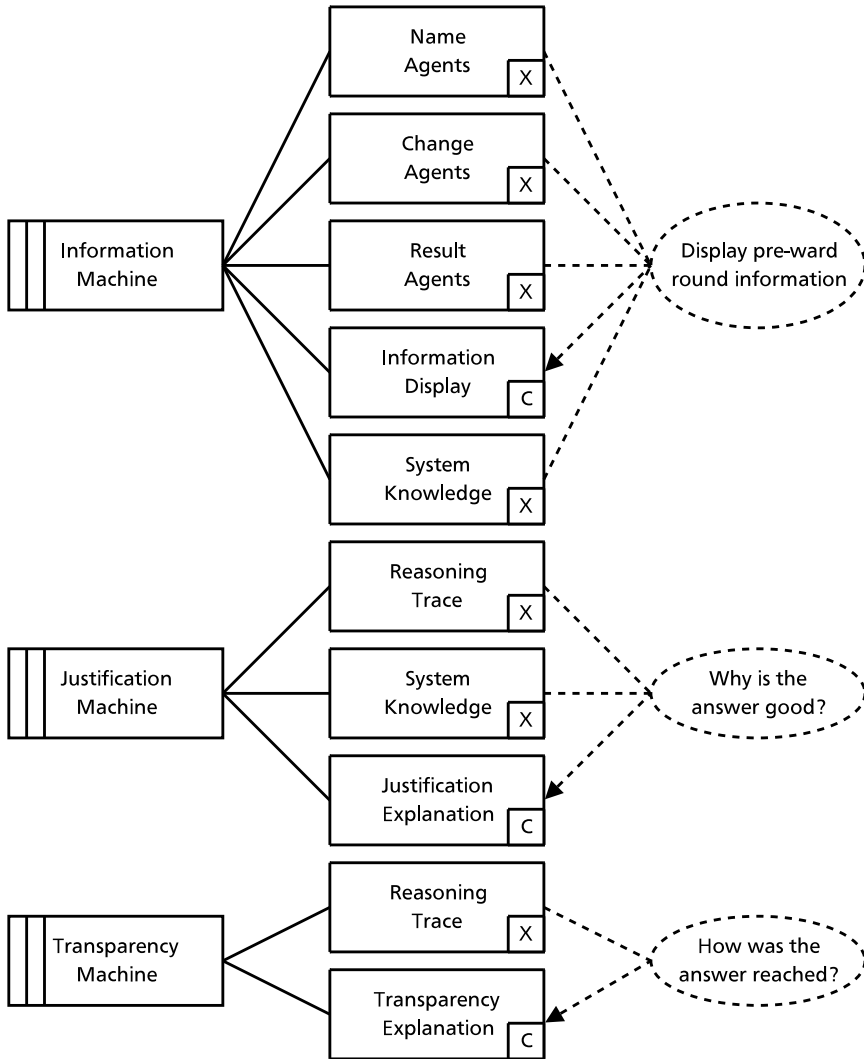 Name
Agents
X
Change
Agents
X
Information
Machine
Result
Agents
X
Display pre-ward
round information
Information
Display
C
System
Knowledge
X
Reasoning
Trace
X
Justification
Machine
System
Knowledge
X
Why is the
answer good?
Justification
Explanation
C
Reasoning
Trace
X
Transparency
Machine
How was the
answer reached?
Transparency
Explanation
C